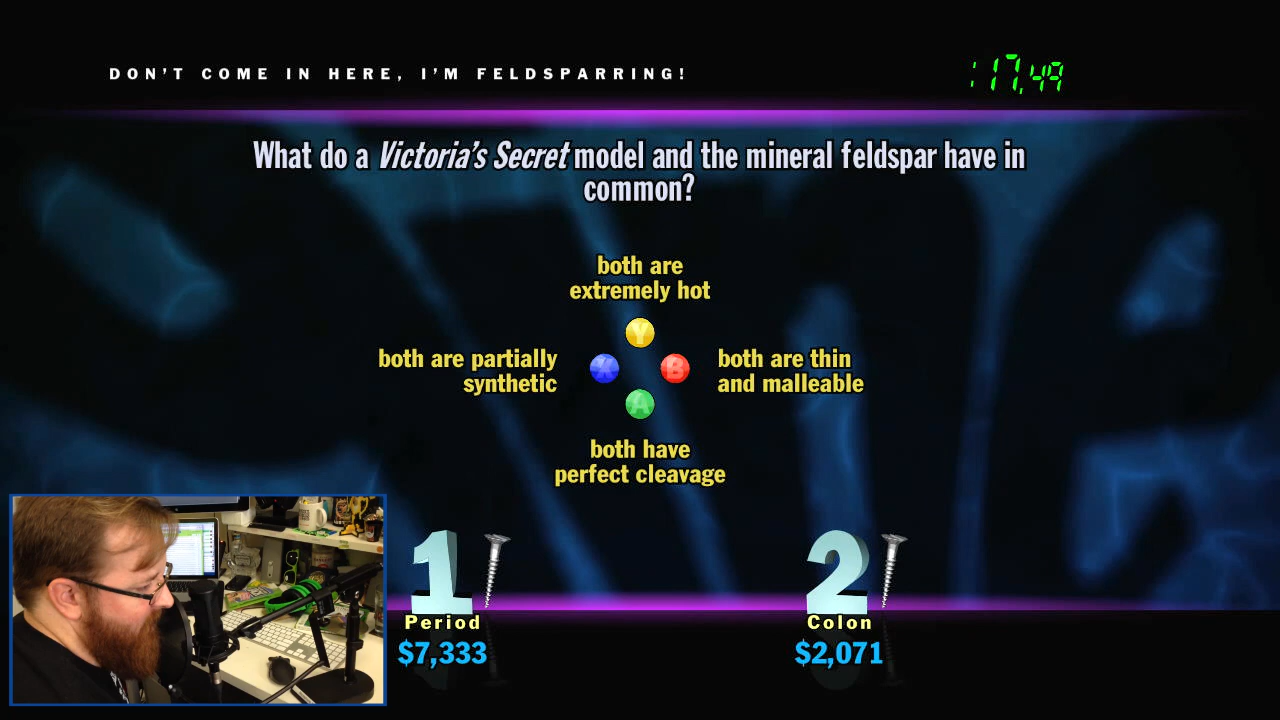 DON'T COME IN HERE, I'M FELDSPARRING!
:17.49
What do a Victoria's Secret model and the mineral feldspar have in
common?
both are
extremely hot
Y
both are partially
synthetic
X
B
both are thin
and malleable
A
both have
perfect cleavage
1
2
Period
Colon
$7,333
$2,071